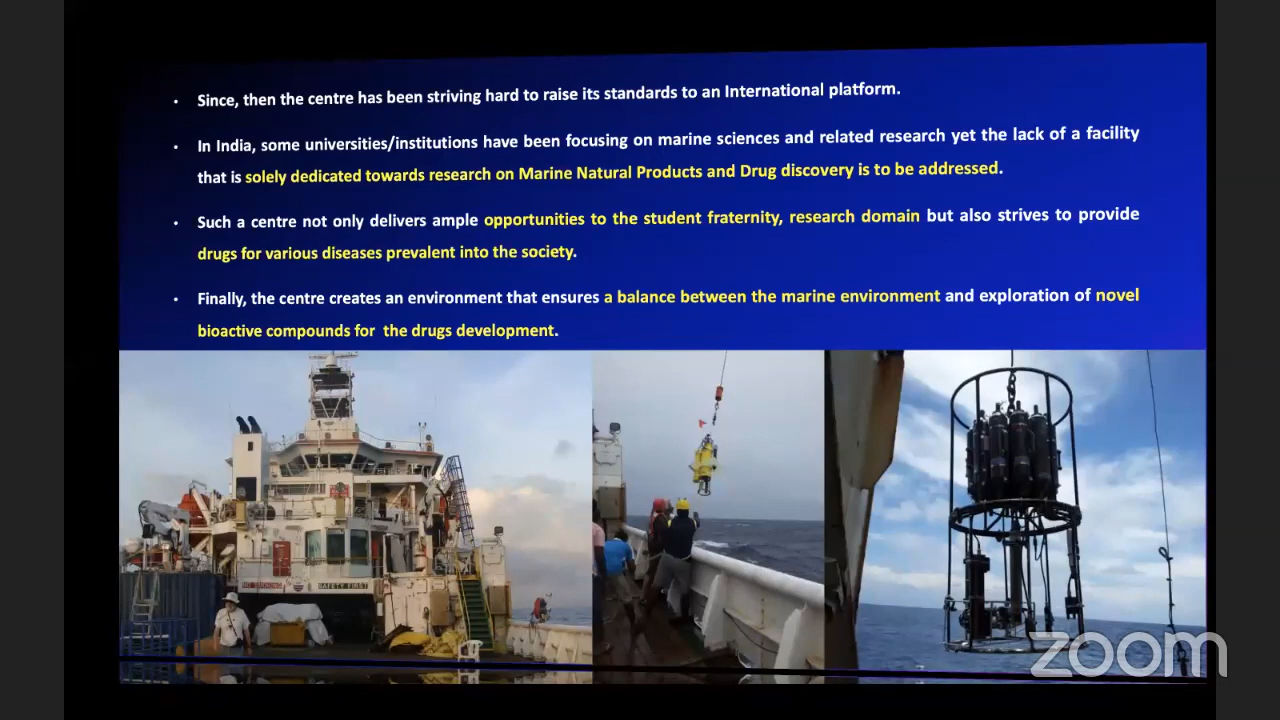 • Since, then the centre has been striving hard to raise its standards to an International platform.
• In India, some universities/institutions have been focusing on marine sciences and related research yet the lack of a facility
that is solely dedicated towards research on Marine Natural Products and Drug discovery is to be addressed.
• Such a centre not only delivers ample opportunities to the student fraternity, research domain but also strives to provide
drugs for various diseases prevalent into the society.
• Finally, the centre creates an environment that ensures a balance between the marine environment and exploration of novel
bioactive compounds for the drugs development.
NO SMOKING
SAFETY FIRST
zoom